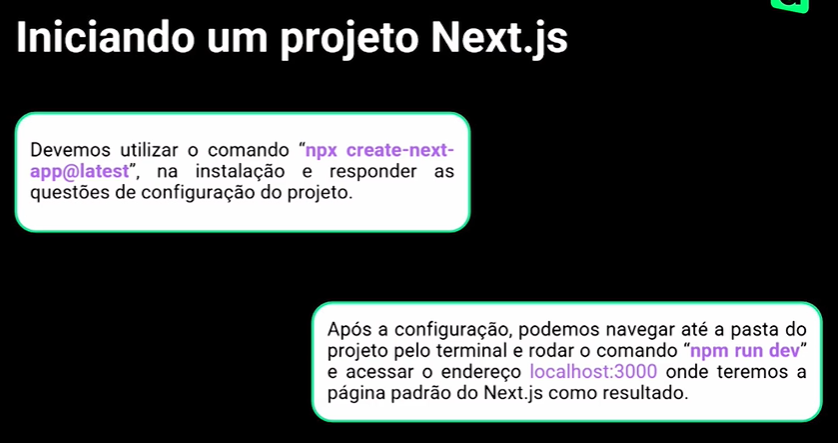 Iniciando um projeto Next.js
Devemos utilizar o comando “npx create-next-
app@latest”, na instalação e responder as
questões de configuração do projeto.
Após a configuração, podemos navegar até a pasta do
projeto pelo terminal e rodar o comando “npm run dev”
e acessar o endereço localhost:3000 onde teremos a
página padrão do Next.js como resultado.